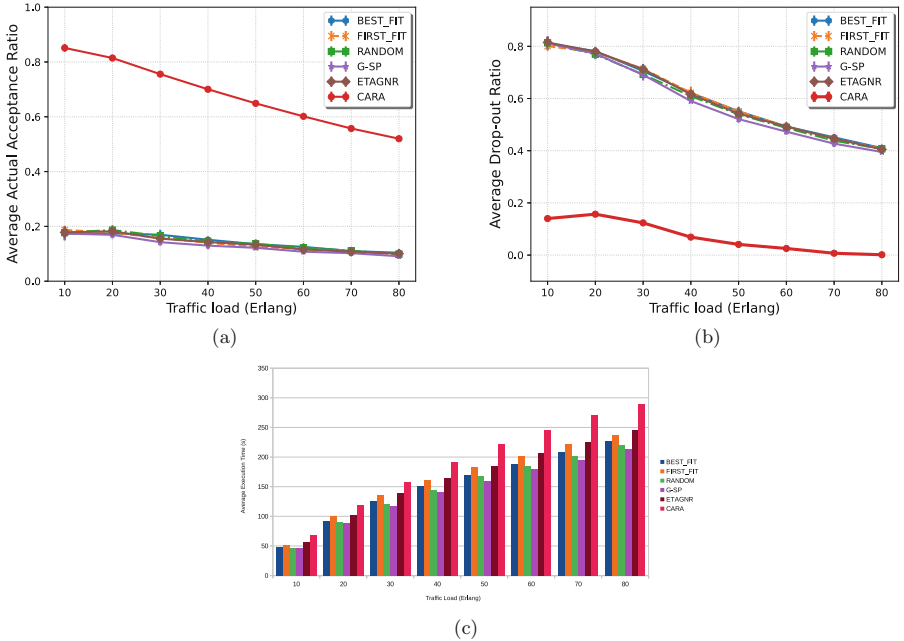 Average Actual Acceptance Ratio
1.0
0.8
0.6
0.4
0.2
0.0
BEST_FIT
FIRST_FIT
RANDOM
G-SP
ETAGNR
CARA
10 20 30 40 50 60 70 80
Traffic load (Erlang)
(a)
Average Drop-out Ratio
0.8
0.6
0.4
0.2
0.0
BEST_FIT
FIRST_FIT
RANDOM
G-SP
ETAGNR
CARA
10 20 30 40 50 60 70 80
Traffic load (Erlang)
(b)
Average Execution Time (s)
350
300
250
200
150
100
50
0
10 20 30 40 50 60 70 80
Traffic Load (Erlang)
BEST_FIT
FIRST_FIT
RANDOM
G-SP
ETAGNR
CARA
(c)